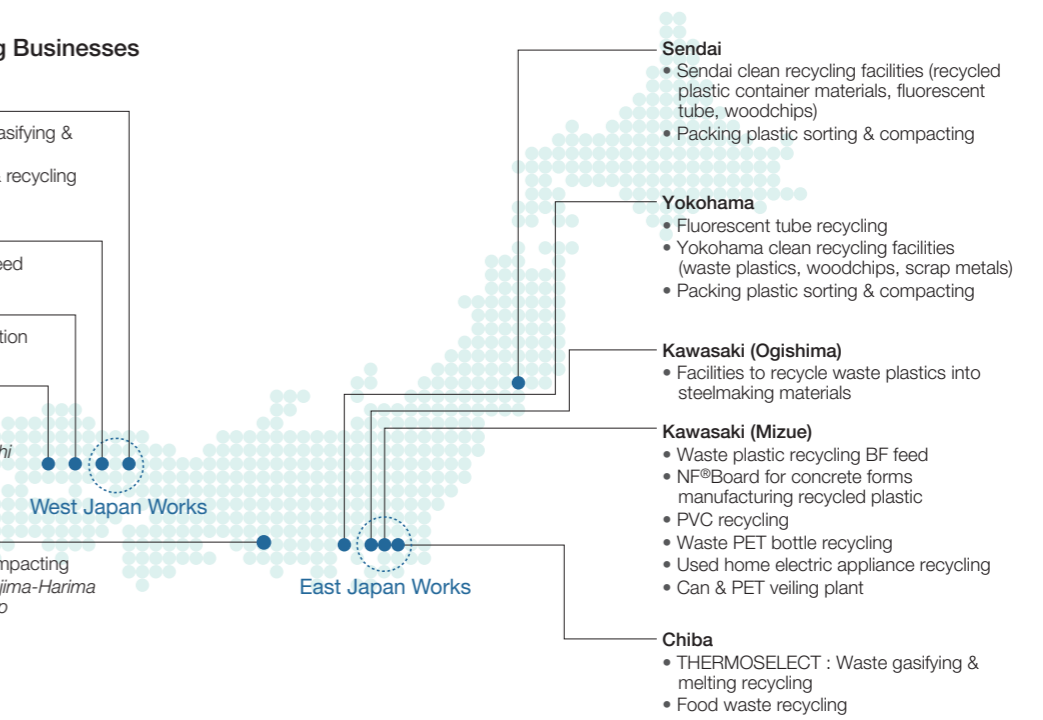 g Businesses
asifying &
recycling
eed
tion
hi
West Japan Works
mpacting
jima-Harima
p
East Japan Works
Sendai
• Sendai clean recycling facilities (recycled
plastic container materials, fluorescent
tube, woodchips)
• Packing plastic sorting & compacting
Yokohama
• Fluorescent tube recycling
• Yokohama clean recycling facilities
(waste plastics, woodchips, scrap metals)
• Packing plastic sorting & compacting
Kawasaki (Ogishima)
• Facilities to recycle waste plastics into
steelmaking materials
Kawasaki (Mizue)
• Waste plastic recycling BF feed
• NF®Board for concrete forms
manufacturing recycled plastic
• PVC recycling
• Waste PET bottle recycling
• Used home electric appliance recycling
• Can & PET veiling plant
Chiba
• THERMOSELECT : Waste gasifying &
melting recycling
• Food waste recycling